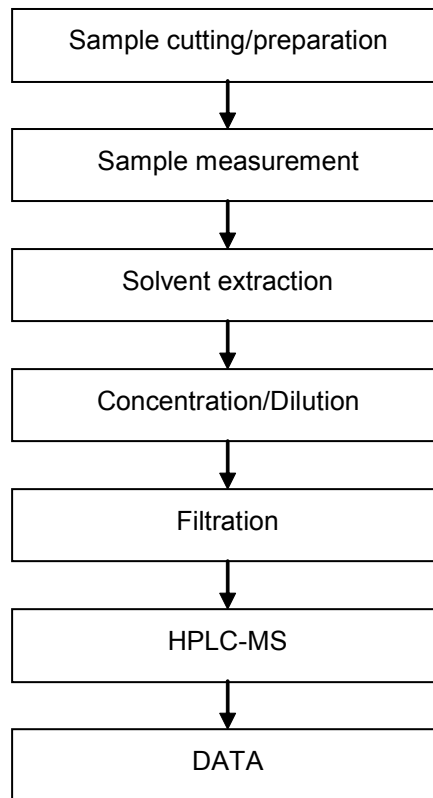 Sample cutting/preparation
Sample measurement
Solvent extraction
Concentration/Dilution
Filtration
HPLC-MS
DATA